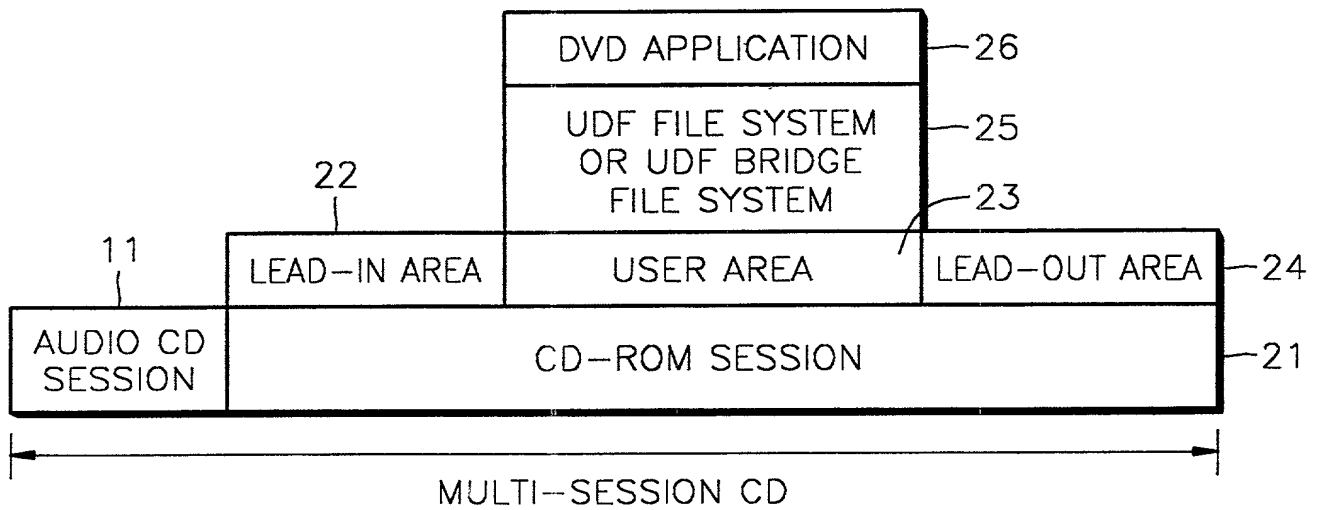 DVD APPLICATION
26
UDF FILE SYSTEM
OR UDF BRIDGE
FILE SYSTEM
25
22
23
11
LEAD-IN AREA
USER AREA
LEAD-OUT AREA
24
AUDIO CD
SESSION
CD-ROM SESSION
21
MULTI-SESSION CD